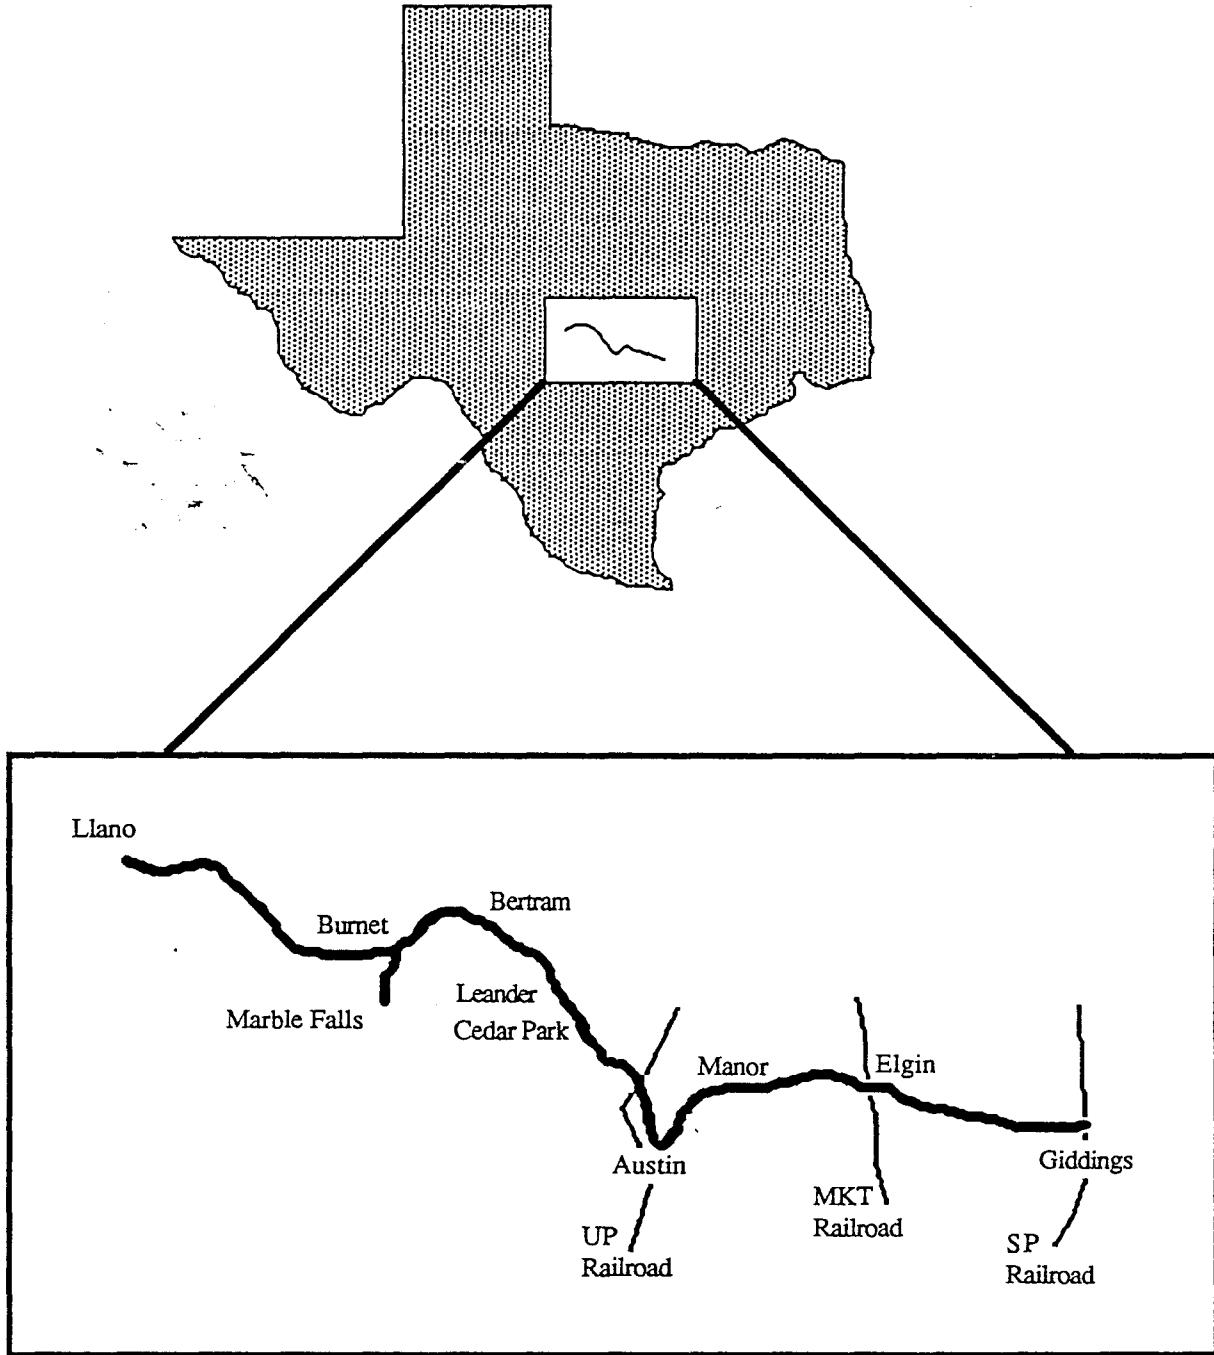 Llano
Bertram
Burnet
Leander
Marble Falls
Cedar Park
Manor
Elgin
Austin
Giddings
MKT
Railroad
UP
Railroad
SP
Railroad